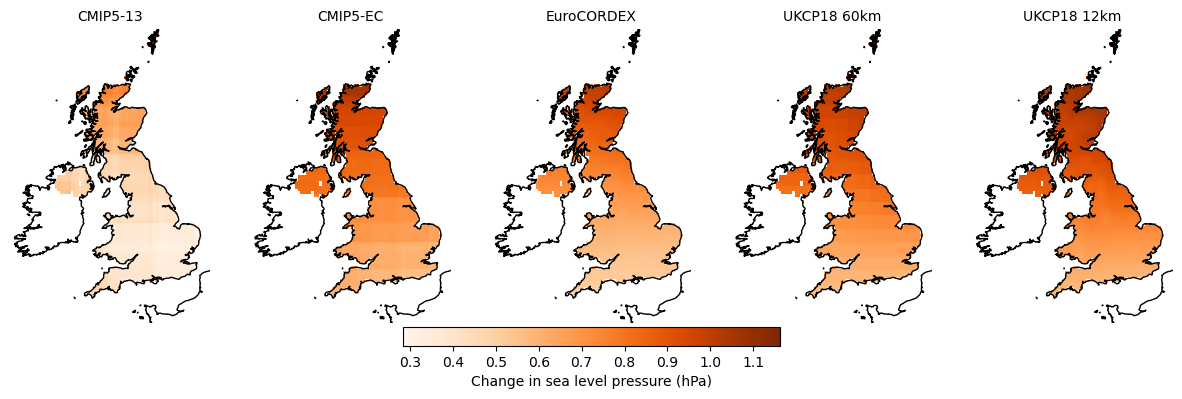 CMIP5-13 CMIP5-EC EuroCORDEX UKCP18 60km UKCP18 12km
0.3 0.4 0.5 0.6 0.7 0.8 0.9 1.0 1.1
Change in sea level pressure (hPa)